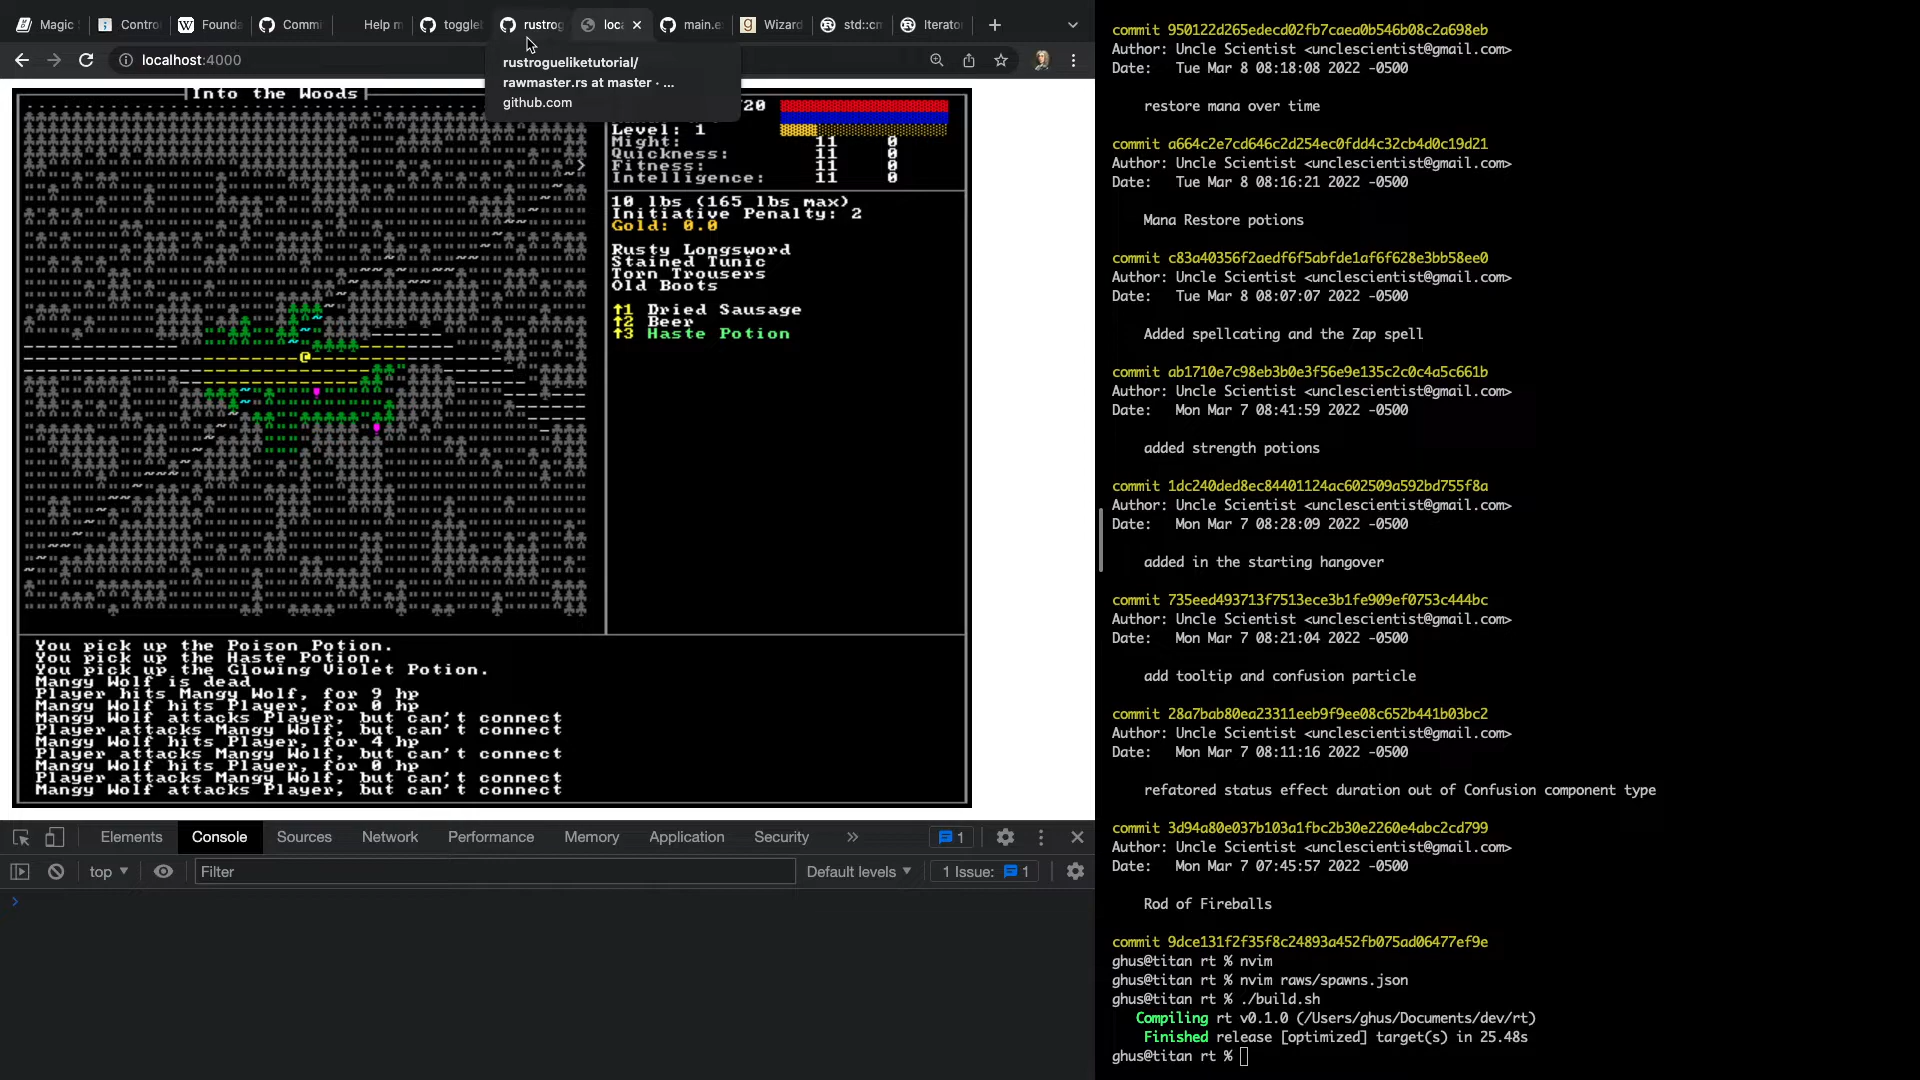 Magic
Contro
Founda
Commi
Help m
toggle
rustrog
loca
main.e
Wizard
std::cm
Iterator
localhost:4000
rustrogueliketutorial/
rawmaster.rs at master · ...
github.com
Into the Woods
/20
Level: 1
Might: 11 0
Quickness: 11 0
Fitness: 11 0
Intelligence: 11 0
10 lbs (165 lbs max)
Initiative Penalty: 2
Gold: 0.0
Rusty Longsword
Stained Tunic
Torn Trousers
Old Boots
↑1 Dried Sausage
↑2 Beer
↑3 Haste Potion
You pick up the Poison Potion.
You pick up the Haste Potion.
You pick up the Glowing Violet Potion.
Mangy Wolf is dead
Player hits Mangy Wolf, for 9 hp
Mangy Wolf hits Player, for 0 hp
Mangy Wolf attacks Player, but can't connect
Player attacks Mangy Wolf, but can't connect
Mangy Wolf hits Player, for 4 hp
Player attacks Mangy Wolf, but can't connect
Mangy Wolf hits Player, for 0 hp
Player attacks Mangy Wolf, but can't connect
Mangy Wolf attacks Player, but can't connect
Elements Console Sources Network Performance Memory Application Security » 1
top Filter Default levels 1 Issue: 1
commit 950122d265edecd02fb7caea0b546b08c2a698eb
Author: Uncle Scientist <unclescientist@gmail.com>
Date: Tue Mar 8 08:18:08 2022 -0500
restore mana over time
commit a664c2e7cd646c2d254ec0fdd4c32cb4d0c19d21
Author: Uncle Scientist <unclescientist@gmail.com>
Date: Tue Mar 8 08:16:21 2022 -0500
Mana Restore potions
commit c83a40356f2aedf6f5abfde1af6f628e3bb58ee0
Author: Uncle Scientist <unclescientist@gmail.com>
Date: Tue Mar 8 08:07:07 2022 -0500
Added spellcating and the Zap spell
commit ab1710e7c98eb3b0e3f56e9e135c2c0c4a5c661b
Author: Uncle Scientist <unclescientist@gmail.com>
Date: Mon Mar 7 08:41:59 2022 -0500
added strength potions
commit 1dc240ded8ec84401124ac602509a592bd755f8a
Author: Uncle Scientist <unclescientist@gmail.com>
Date: Mon Mar 7 08:28:09 2022 -0500
added in the starting hangover
commit 735eed493713f7513ece3b1fe909ef0753c444bc
Author: Uncle Scientist <unclescientist@gmail.com>
Date: Mon Mar 7 08:21:04 2022 -0500
add tooltip and confusion particle
commit 28a7bab80ea23311eeb9f9ee08c652b441b03bc2
Author: Uncle Scientist <unclescientist@gmail.com>
Date: Mon Mar 7 08:11:16 2022 -0500
refatored status effect duration out of Confusion component type
commit 3d94a80e037b103a1fbc2b30e2260e4abc2cd799
Author: Uncle Scientist <unclescientist@gmail.com>
Date: Mon Mar 7 07:45:57 2022 -0500
Rod of Fireballs
commit 9dce131f2f35f8c24893a452fb075ad06477ef9e
ghus@titan rt % nvim
ghus@titan rt % nvim raws/spawns.json
ghus@titan rt % ./build.sh
Compiling rt v0.1.0 (/Users/ghus/Documents/dev/rt)
Finished release [optimized] target(s) in 25.48s
ghus@titan rt %